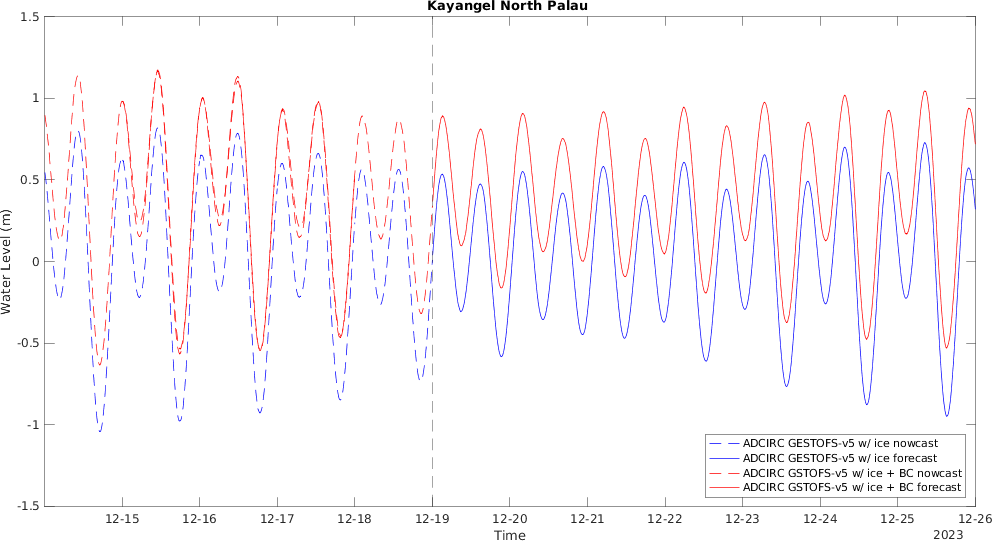 Kayangel North Palau
1.5
1
0.5
0
-0.5
-1
-1.5
Water Level (m)
12-15
12-16
12-17
12-18
12-19
12-20
12-21
12-22
12-23
12-24
12-25
12-26
Time
2023
ADCIRC GESTOFS-v5 w/ ice nowcast
ADCIRC GESTOFS-v5 w/ ice forecast
ADCIRC GSTOFS-v5 w/ ice + BC nowcast
ADCIRC GSTOFS-v5 w/ ice + BC forecast